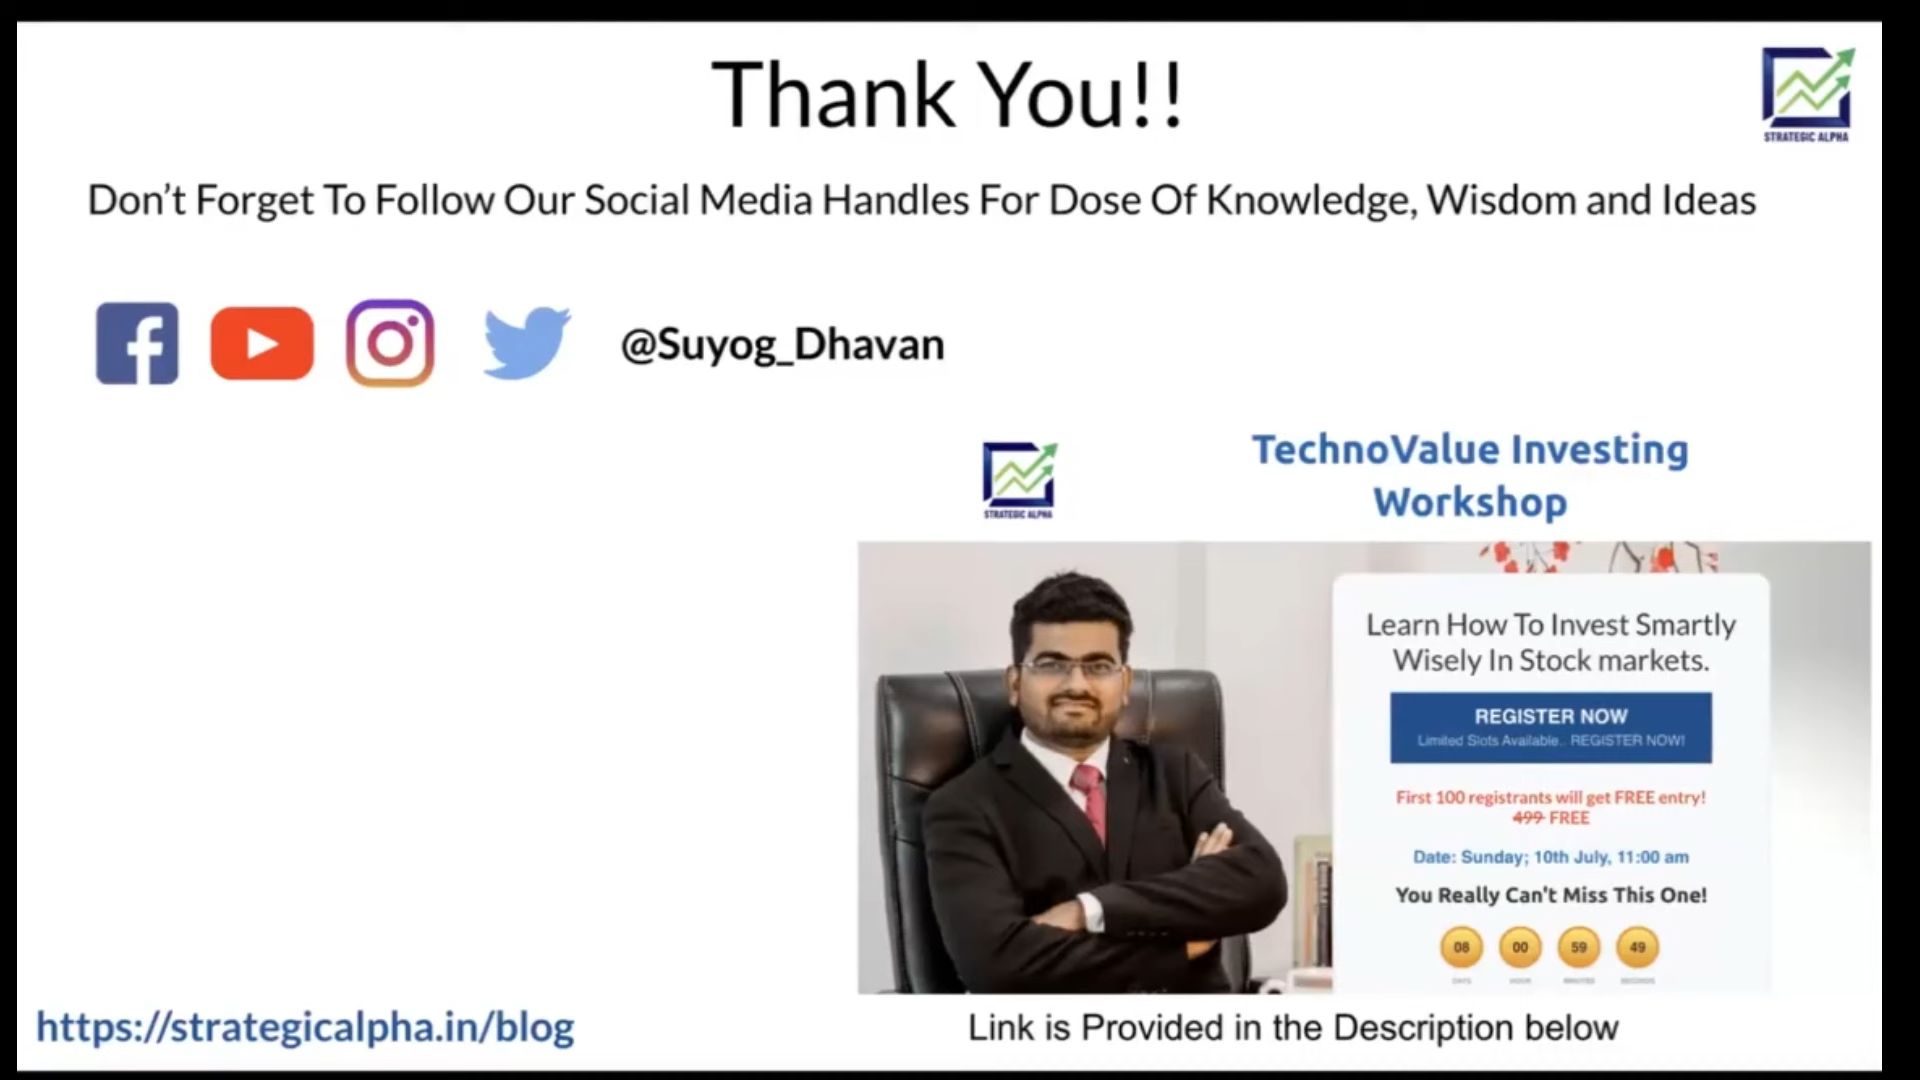 Thank You!!
STRATEGIC ALPHA
Don't Forget To Follow Our Social Media Handles For Dose Of Knowledge, Wisdom and Ideas
@Suyog_Dhavan
STRATEGIC ALPHA
TechnoValue Investing
Workshop
Learn How To Invest Smartly
Wisely In Stock markets.
REGISTER NOW
Limited Slots Available.. REGISTER NOW!
First 100 registrants will get FREE entry!
499 FREE
Date: Sunday; 10th July, 11:00 am
You Really Can't Miss This One!
08 00 59 49
DAYS HOUR MINUTES SECONDS
https://strategicalpha.in/blog
Link is Provided in the Description below